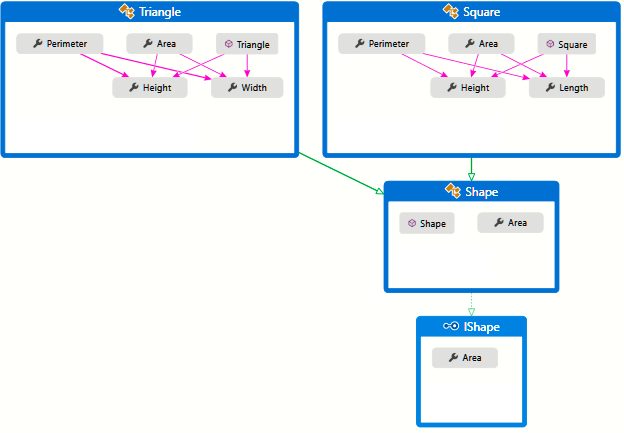 Triangle
Perimeter
Area
Triangle
Height
Width
Square
Perimeter
Area
Square
Height
Length
Shape
Shape
Area
IShape
Area